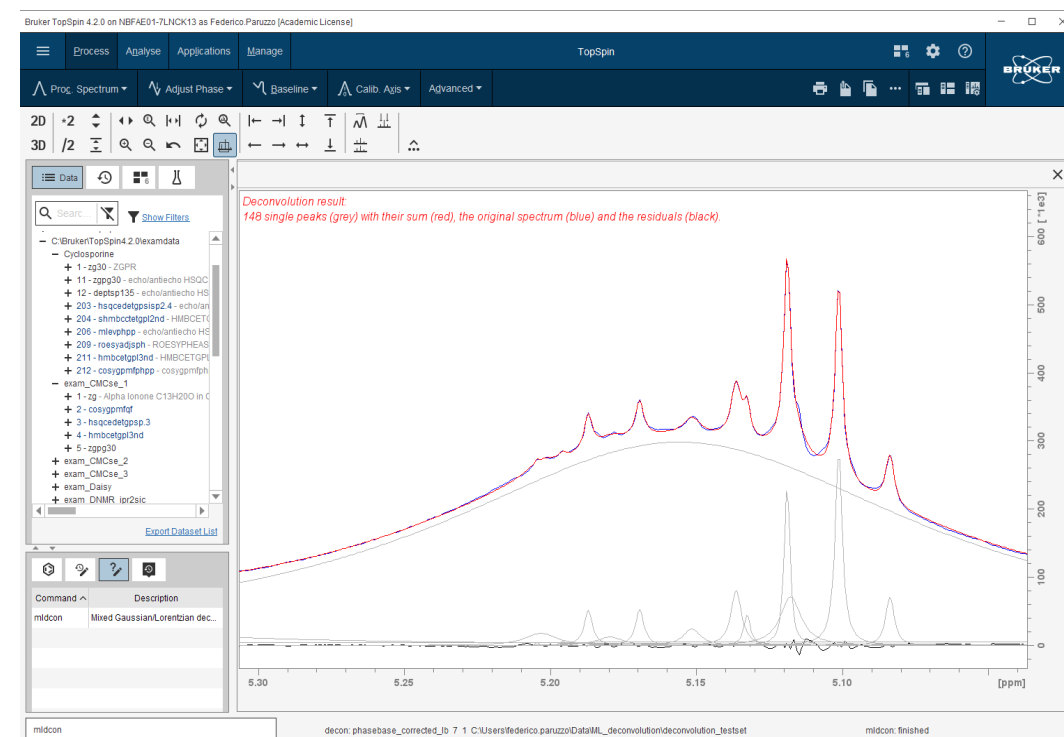 Bruker TopSpin 4.2.0 on NBFAE01-7LNCK13 as Federico.Paruzzo [Academic License]
Process Analyse Applications Manage
TopSpin
6
BRUKER
Proc. Spectrum Adjust Phase Baseline Calib. Axis Advanced
2D *2
3D /2
Data 6
Searc...
Show Filters
C:\Bruker\TopSpin4.2.0\examdata
Cyclosporine
1 - zg30 - ZGPR
11 - zgpg30 - echo/antiecho HSQC
12 - deptsp135 - echo/antiecho HS
203 - hsqcedetgpsisp2.4 - echo/an
204 - shmbcctetgpl2nd - HMBCETG
206 - mlevphpp - echo/antiecho HS
209 - roesyadjsph - ROESYPHEAS
211 - hmbcetgpl3nd - HMBCETGPL
212 - cosygpmfphpp - cosygpmfph
exam_CMCse_1
1 - zg - Alpha Ionone C13H20O in C
2 - cosygpmfqf
3 - hsqcedetgpsp.3
4 - hmbcetgpl3nd
5 - zgpg30
exam_CMCse_2
exam_CMCse_3
exam_Daisy
exam_DNMR_ipr2sic
Export Dataset List
Command Description
mldcon Mixed Gaussian/Lorentzian dec...
Deconvolution result:
148 single peaks (grey) with their sum (red), the original spectrum (blue) and the residuals (black).
[ *1e3]
600
500
400
300
200
100
0
5.30 5.25 5.20 5.15 5.10 [ppm]
mldcon
decon: phasebase_corrected_lb 7 1 C:\Users\federico.paruzzo\Data\ML_deconvolution\deconvolution_testset
mldcon: finished